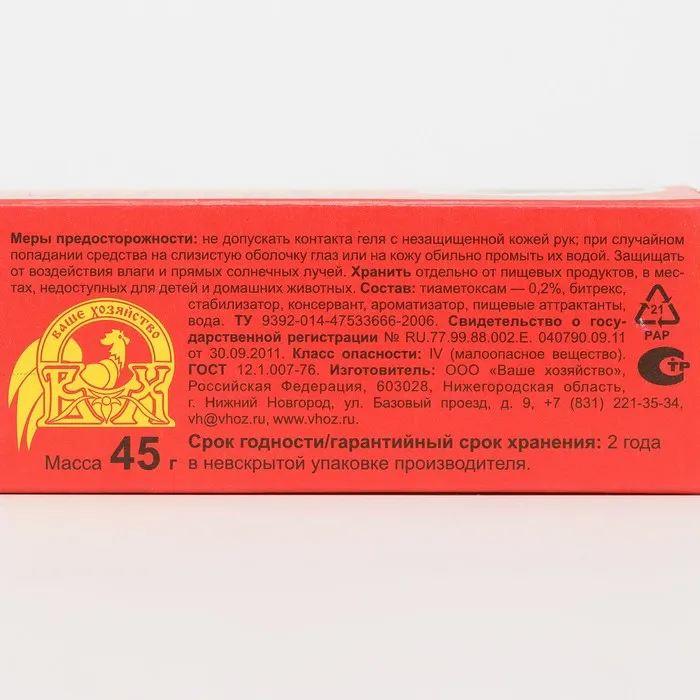 Меры предосторожности: не допускать контакта геля с незащищенной кожей рук; при случайном
попадании средства на слизистую оболочку глаз или на кожу обильно промыть их водой. Защищать
от воздействия влаги и прямых солнечных лучей. Хранить отдельно от пищевых продуктов, в мес-
тах, недоступных для детей и домашних животных. Состав: тиаметоксам — 0,2%, битрекс,
стабилизатор, консервант, ароматизатор, пищевые аттрактанты,
вода. ТУ 9392-014-47533666-2006. Свидетельство о госу-
дарственной регистрации № RU.77.99.88.002.Е. 040790.09.11
от 30.09.2011. Класс опасности: IV (малоопасное вещество).
ГОСТ 12.1.007-76. Изготовитель: ООО «Ваше хозяйство»,
Российская Федерация, 603028, Нижегородская область,
г. Нижний Новгород, ул. Базовый проезд, д. 9, +7 (831) 221-35-34,
vh@vhoz.ru, www.vhoz.ru.
Срок годности/гарантийный срок хранения: 2 года
в невскрытой упаковке производителя.
ВАШЕ ХОЗЯЙСТВО
ВХ
Масса 45 г
21
PAP
СТР